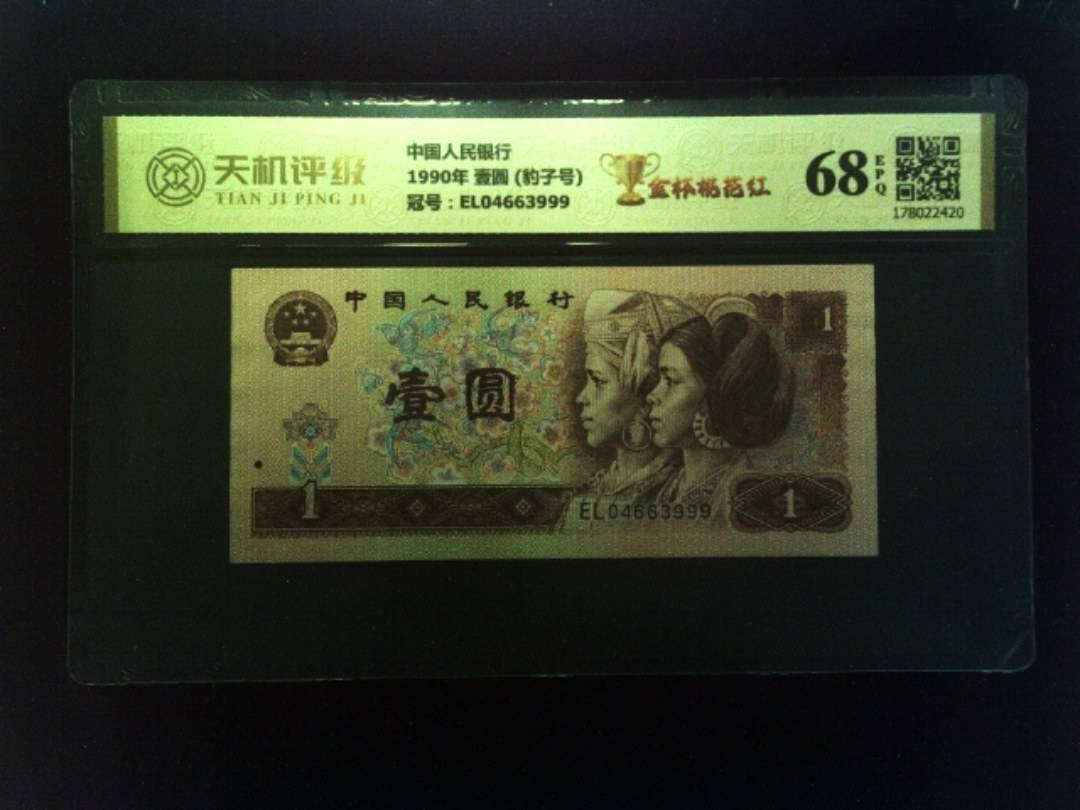 天机评级
TIAN JI PING JI
中国人民银行
1990年 壹圆 (豹子号)
冠号：EL04663999
金杯桃花红
68
EPQ
178022420
中国人民银行
1
壹圆
1
EL04663999
1